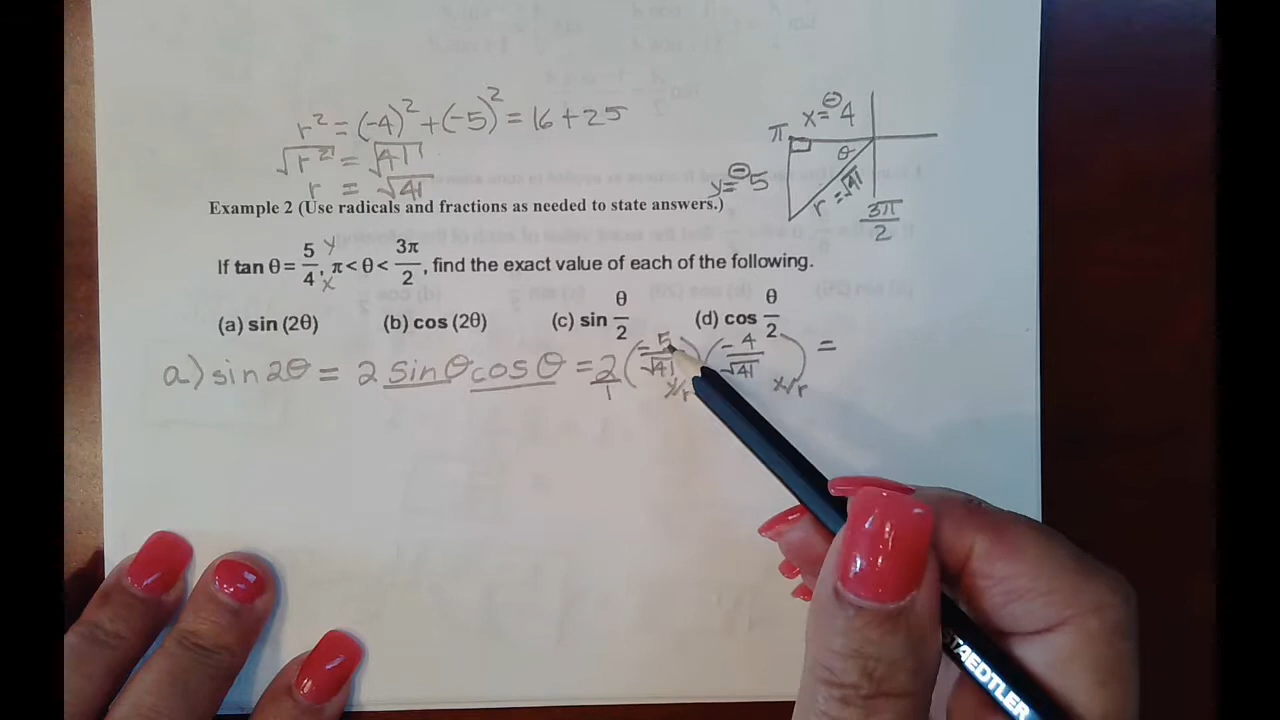 r² = (-4)² + (-5)² = 16 + 25
√r² = √41
r = √41
π x = ⊖4
θ
y = ⊖5
r = √41
3π/2
Example 2 (Use radicals and fractions as needed to state answers.)
If tan θ = 5/4 y/x, π < θ < 3π/2, find the exact value of each of the following.
(a) sin (2θ) (b) cos (2θ) (c) sin θ/2 (d) cos θ/2
a) sin 2θ = 2 sin θ cos θ = 2/1 (-5/√41) (-4/√41) =
y/r x/r
STAEDTLER